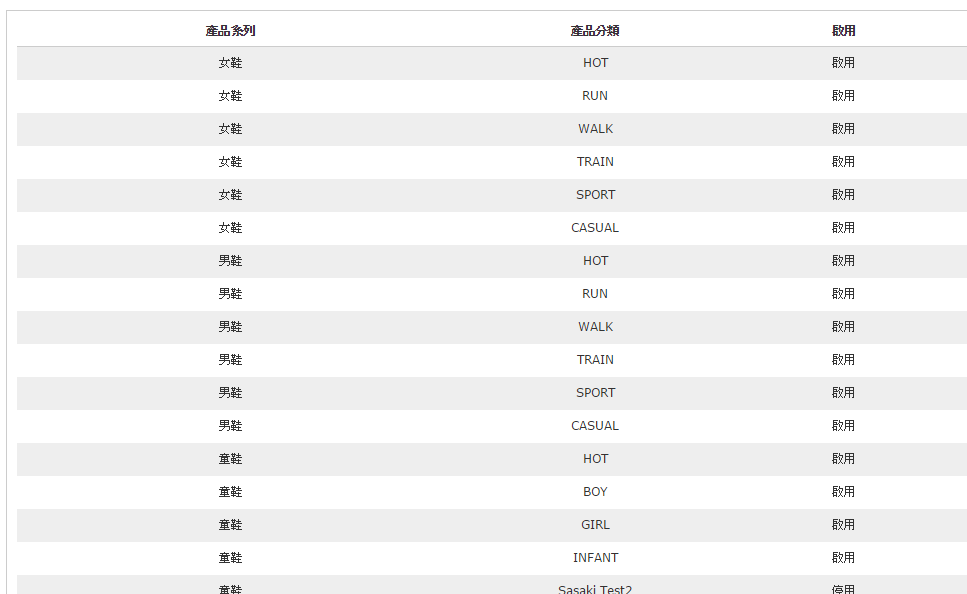 產品系列 產品分類 啟用
女鞋 HOT 啟用
女鞋 RUN 啟用
女鞋 WALK 啟用
女鞋 TRAIN 啟用
女鞋 SPORT 啟用
女鞋 CASUAL 啟用
男鞋 HOT 啟用
男鞋 RUN 啟用
男鞋 WALK 啟用
男鞋 TRAIN 啟用
男鞋 SPORT 啟用
男鞋 CASUAL 啟用
童鞋 HOT 啟用
童鞋 BOY 啟用
童鞋 GIRL 啟用
童鞋 INFANT 啟用
童鞋 Sasaki Test2 停用